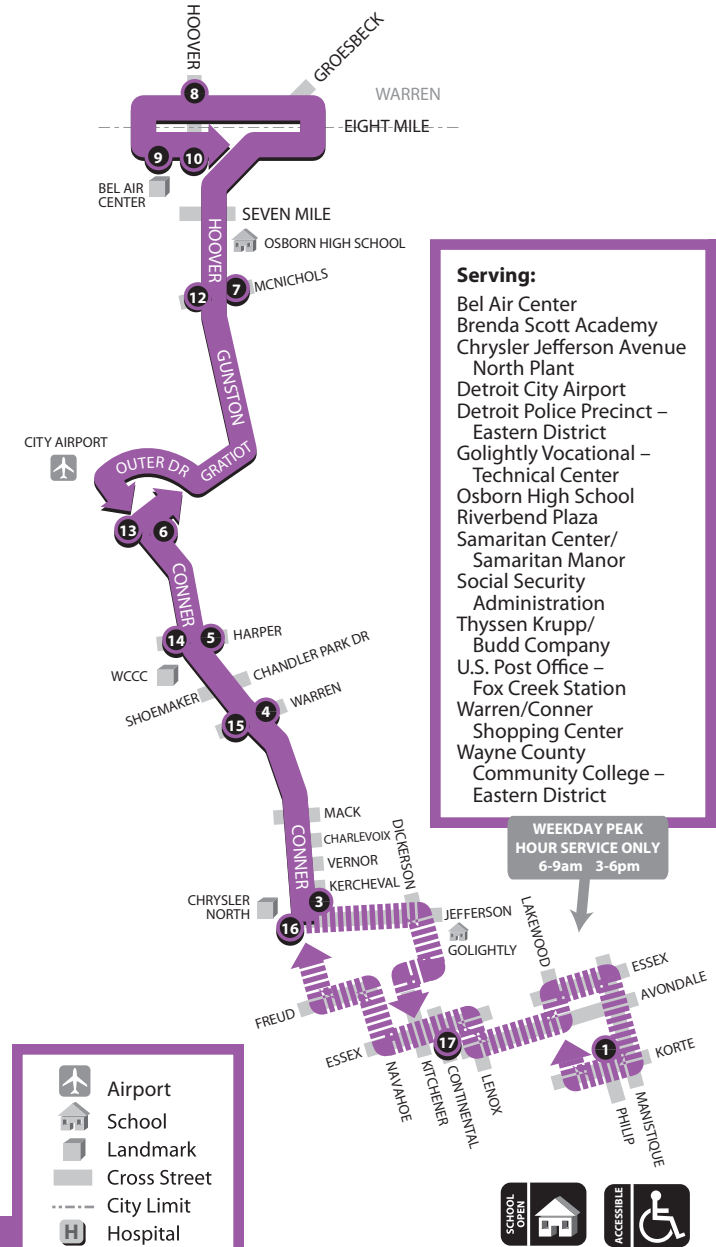 HOOVER
GROESBECK
8
WARREN
EIGHT MILE
9
10
BEL AIR
CENTER
SEVEN MILE
HOOVER
OSBORN HIGH SCHOOL
7
MCNICHOLS
12
GUNSTON
CITY AIRPORT
OUTER DR
GRATIOT
13
6
CONNER
14
5
HARPER
WCCC
CHANDLER PARK DR
SHOEMAKER
4
WARREN
15
MACK
CONNER
CHARLEVOIX
DICKERSON
VERNOR
KERCHEVAL
CHRYSLER
NORTH
3
16
JEFFERSON
GOLIGHTLY
FREUD
ESSEX
NAVAHOE
KITCHENER
17
CONTINENTAL
LENOX
LAKEWOOD
ESSEX
AVONDALE
1
KORTE
MANISTIQUE
PHILIP
Serving:
Bel Air Center
Brenda Scott Academy
Chrysler Jefferson Avenue
North Plant
Detroit City Airport
Detroit Police Precinct –
Eastern District
Golightly Vocational –
Technical Center
Osborn High School
Riverbend Plaza
Samaritan Center/
Samaritan Manor
Social Security
Administration
Thyssen Krupp/
Budd Company
U.S. Post Office –
Fox Creek Station
Warren/Conner
Shopping Center
Wayne County
Community College –
Eastern District
WEEKDAY PEAK
HOUR SERVICE ONLY
6-9am 3-6pm
Airport
School
Landmark
Cross Street
City Limit
H Hospital
SCHOOL
OPEN
ACCESSIBLE